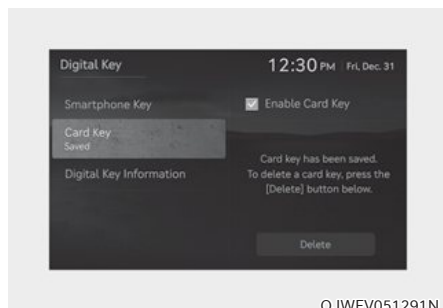 Digital Key
12:30 PM Fri, Dec. 31
Smartphone Key
Enable Card Key
Card Key
Saved
Digital Key Information
Card key has been saved.
To delete a card key, press the
[Delete] button below.
Delete
OJWEV051291N